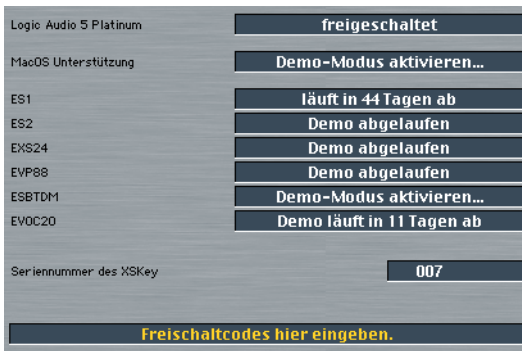 Logic Audio 5 Platinum freigeschaltet
MacOS Unterstützung Demo-Modus aktivieren...
ES1 läuft in 44 Tagen ab
ES2 Demo abgelaufen
EXS24 Demo abgelaufen
EVP88 Demo abgelaufen
ESBTDM Demo-Modus aktivieren...
EVOC20 Demo läuft in 11 Tagen ab
Seriennummer des XSKey 007
Freischaltcodes hier eingeben.